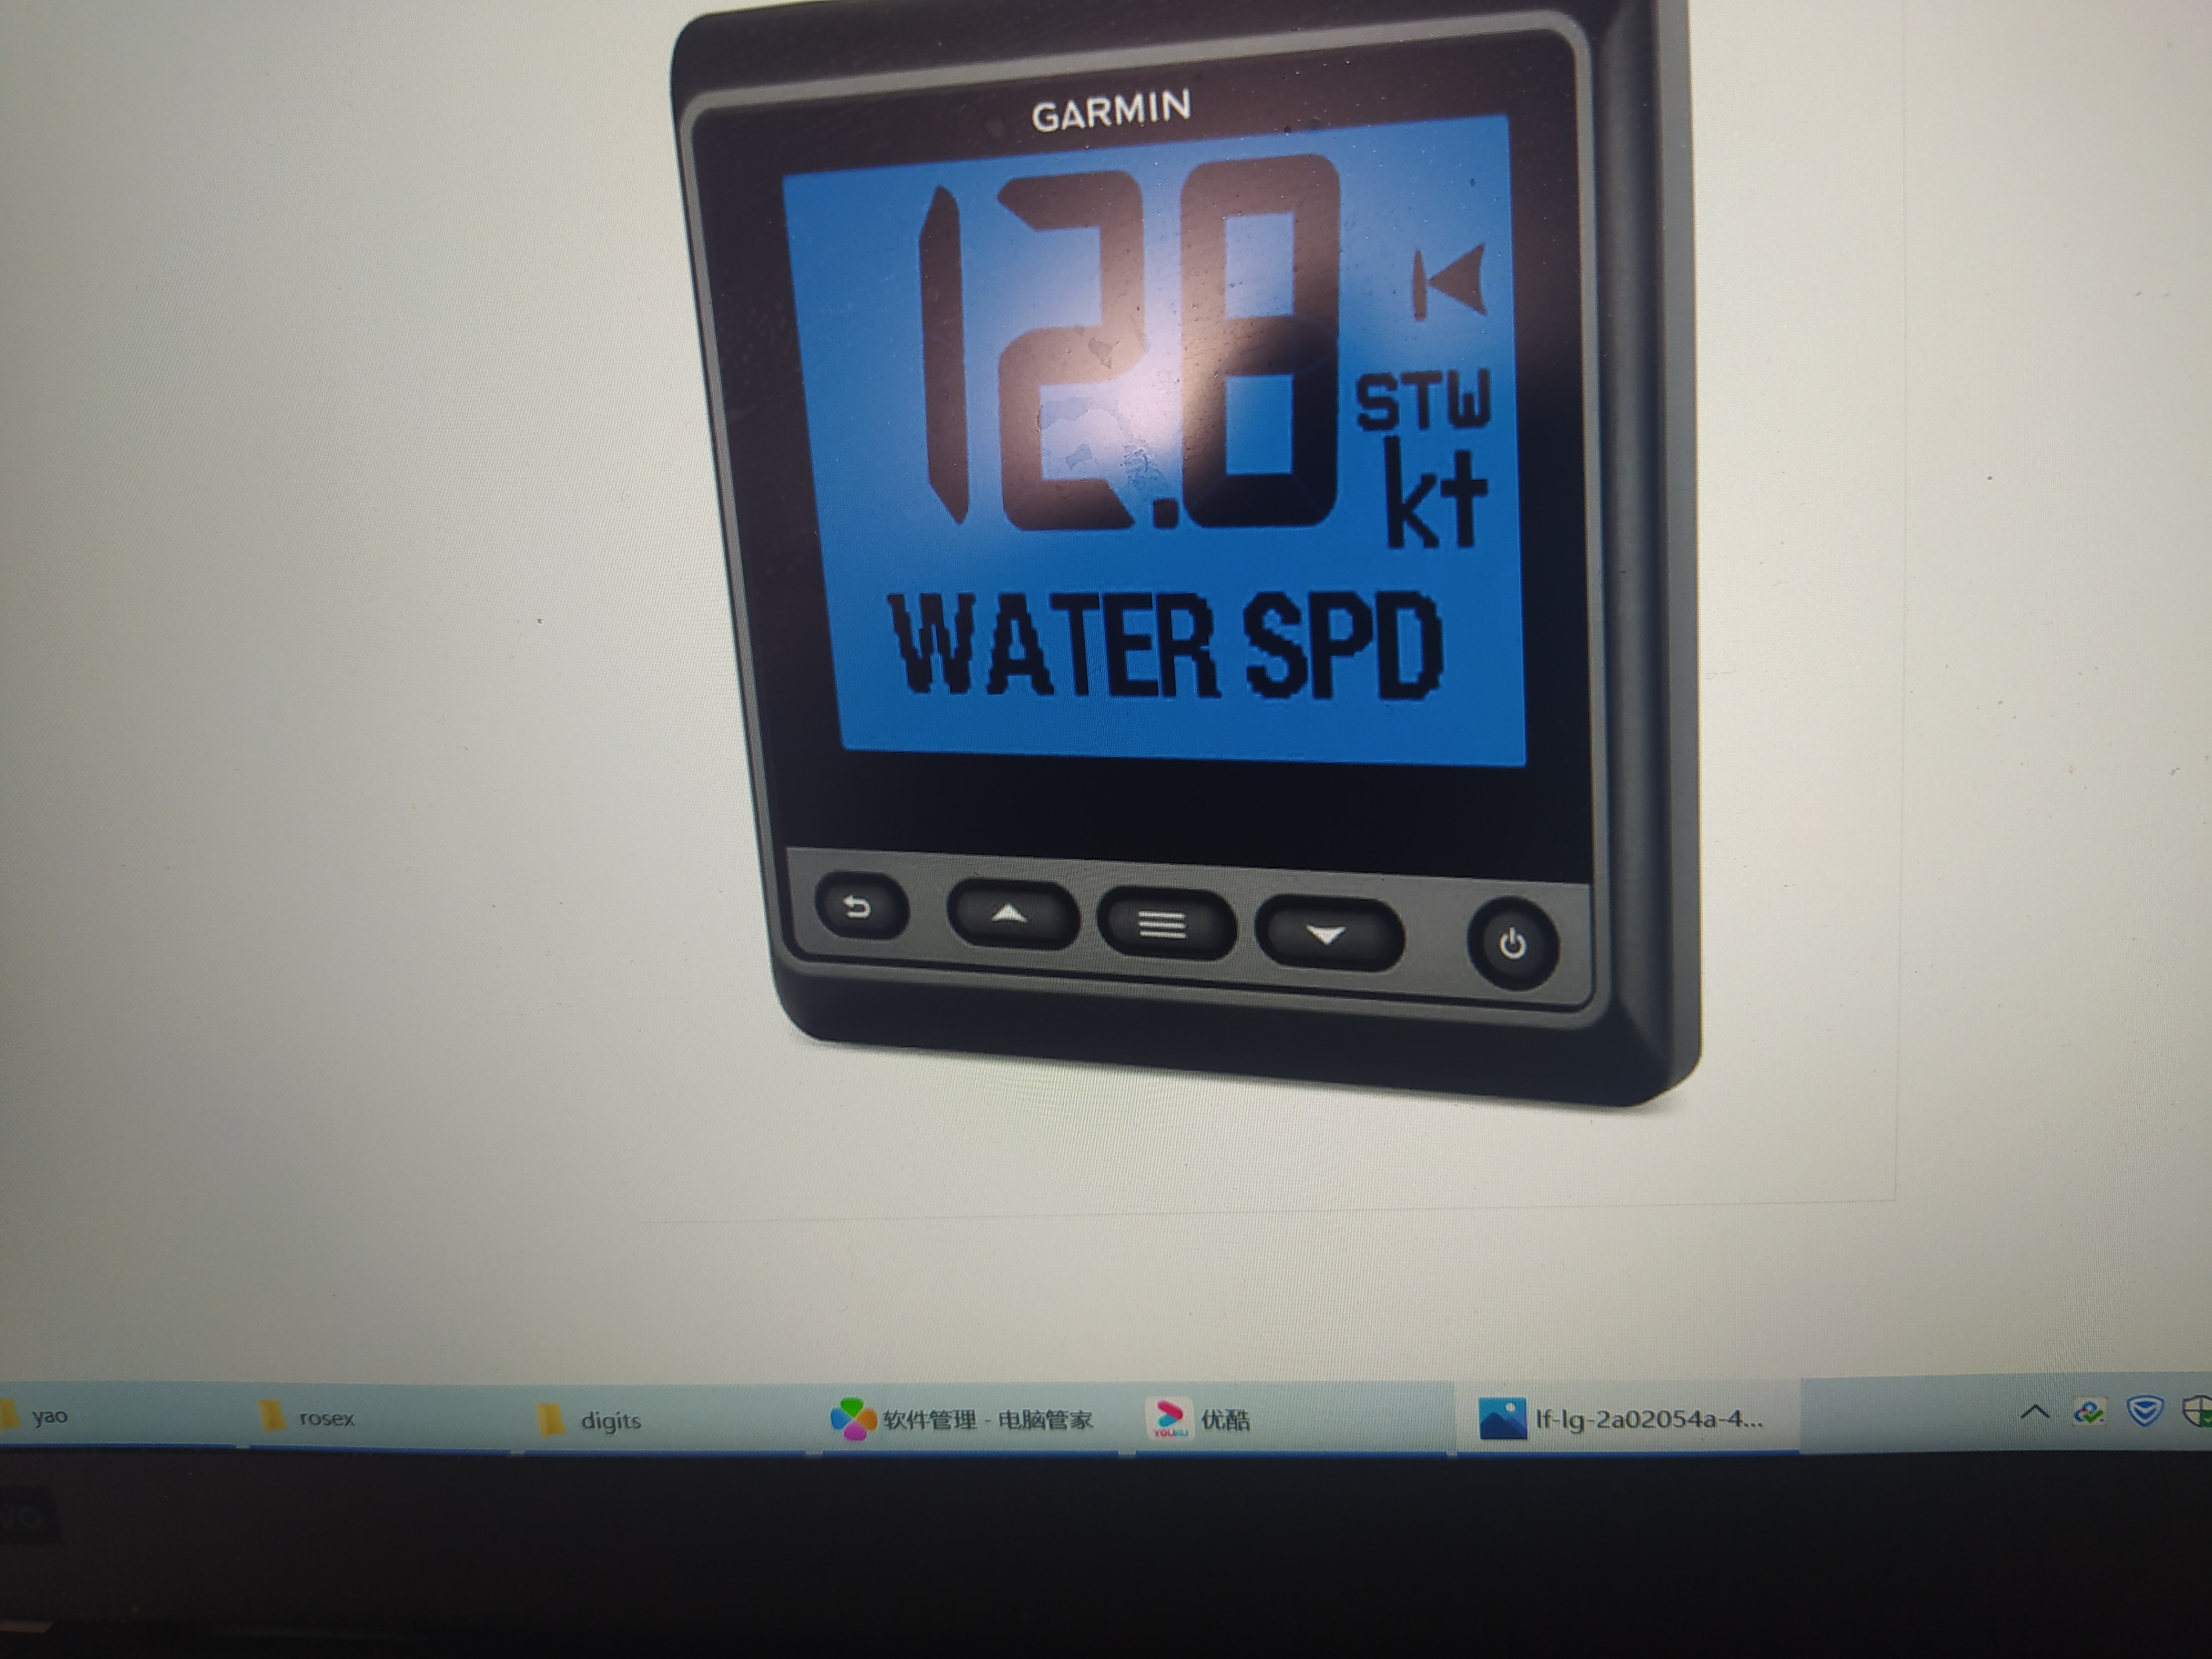 GARMIN
12.8
STW
kt
WATER SPD
yao
rosex
digits
软件管理 - 电脑管家
YOUKU
优酷
lf-lg-2a02054a-4...